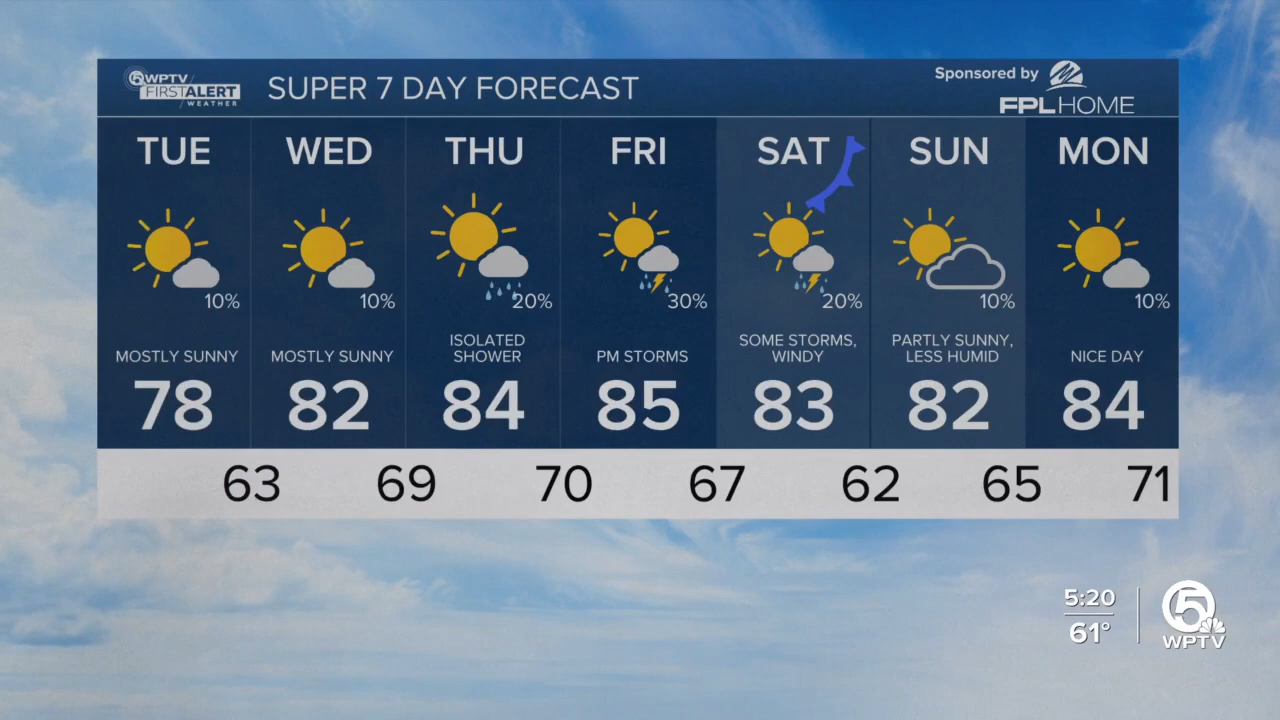 5 WPTV
FIRST ALERT
WEATHER
SUPER 7 DAY FORECAST
Sponsored by
FPL HOME
TUE WED THU FRI SAT SUN MON
10% 10% 20% 30% 20% 10% 10%
MOSTLY SUNNY
MOSTLY SUNNY
ISOLATED
SHOWER
PM STORMS
SOME STORMS,
WINDY
PARTLY SUNNY,
LESS HUMID
NICE DAY
78 82 84 85 83 82 84
63 69 70 67 62 65 71
5:20
61°
5
WPTV